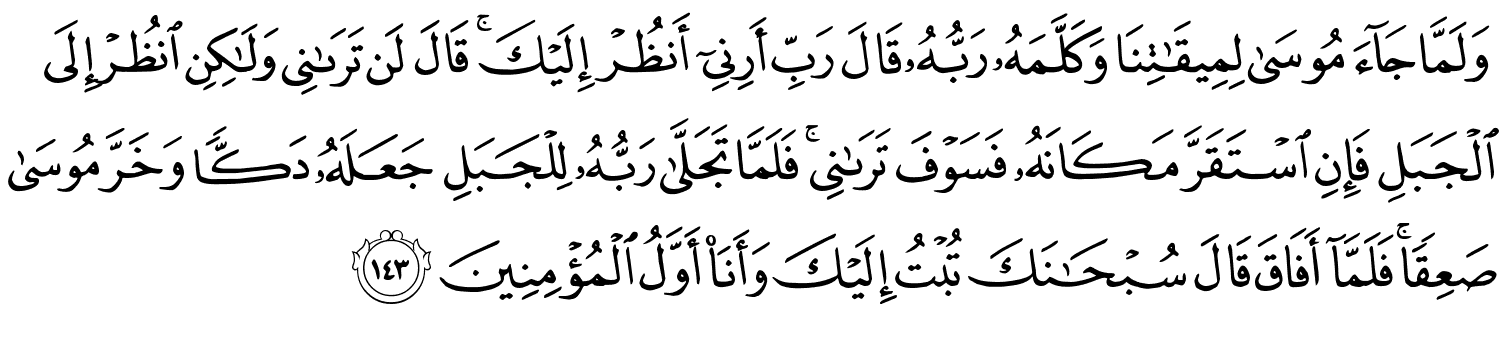 وَلَمَّا جَآءَ مُوسَىٰ لِمِيقَـٰتِنَا وَكَلَّمَهُۥ رَبُّهُۥ قَالَ رَبِّ أَرِنِىٓ أَنظُرْ إِلَيْكَ ۚ قَالَ لَن تَرَىٰنِى وَلَـٰكِنِ ٱنظُرْ إِلَى
ٱلْجَبَلِ فَإِنِ ٱسْتَقَرَّ مَكَانَهُۥ فَسَوْفَ تَرَىٰنِى ۚ فَلَمَّا تَجَلَّىٰ رَبُّهُۥ لِلْجَبَلِ جَعَلَهُۥ دَكًّا وَخَرَّ مُوسَىٰ
صَعِقًا ۚ فَلَمَّآ أَفَاقَ قَالَ سُبْحَـٰنَكَ تُبْتُ إِلَيْكَ وَأَنَا۠ أَوَّلُ ٱلْمُؤْمِنِينَ ١٤٣